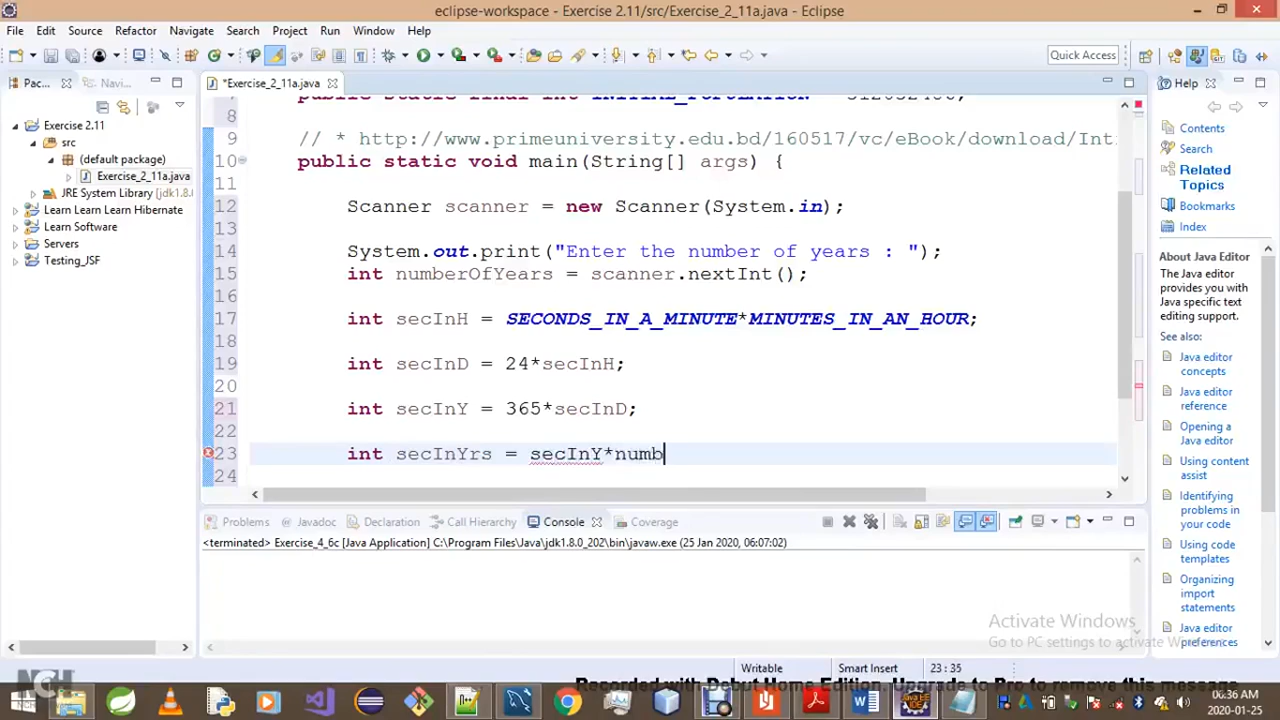 eclipse-workspace - Exercise 2.11/src/Exercise_2_11a.java - Eclipse
File Edit Source Refactor Navigate Search Project Run Window Help
Quick Access
Pac... Navi...
*Exercise_2_11a.java
Help
Exercise 2.11
src
(default package)
Exercise_2_11a.java
JRE System Library [jdk1.8.0
Learn Learn Learn Hibernate
Learn Software
Servers
Testing_JSF
8
9 // * http://www.primeuniversity.edu.bd/160517/vc/eBook/download/Int
10 public static void main(String[] args) {
11
12 Scanner scanner = new Scanner(System.in);
13
14 System.out.print("Enter the number of years : ");
15 int numberOfYears = scanner.nextInt();
16
17 int secInH = SECONDS_IN_A_MINUTE*MINUTES_IN_AN_HOUR;
18
19 int secInD = 24*secInH;
20
21 int secInY = 365*secInD;
22
23 int secInYrs = secInY*numb
24
Contents
Search
Related
Topics
Bookmarks
Index
About Java Editor
The Java editor
provides you with
Java specific text
editing support.
See also:
Java editor
concepts
Java editor
reference
Opening a
Java editor
Using content
assist
Identifying
problems in
your code
Using code
templates
Organizing
import
statements
Java editor
preferences
Problems Javadoc Declaration Call Hierarchy Console Coverage
<terminated> Exercise_4_6c [Java Application] C:\Program Files\Java\jdk1.8.0_202\bin\javaw.exe (25 Jan 2020, 06:07:02)
Activate Windows
Go to PC settings to activate Windows.
Writable Smart Insert 23 : 35
NCH
Recorded with Debut Home Edition. Upgrade to Pro to remove this message
06:36 AM
2020-01-25